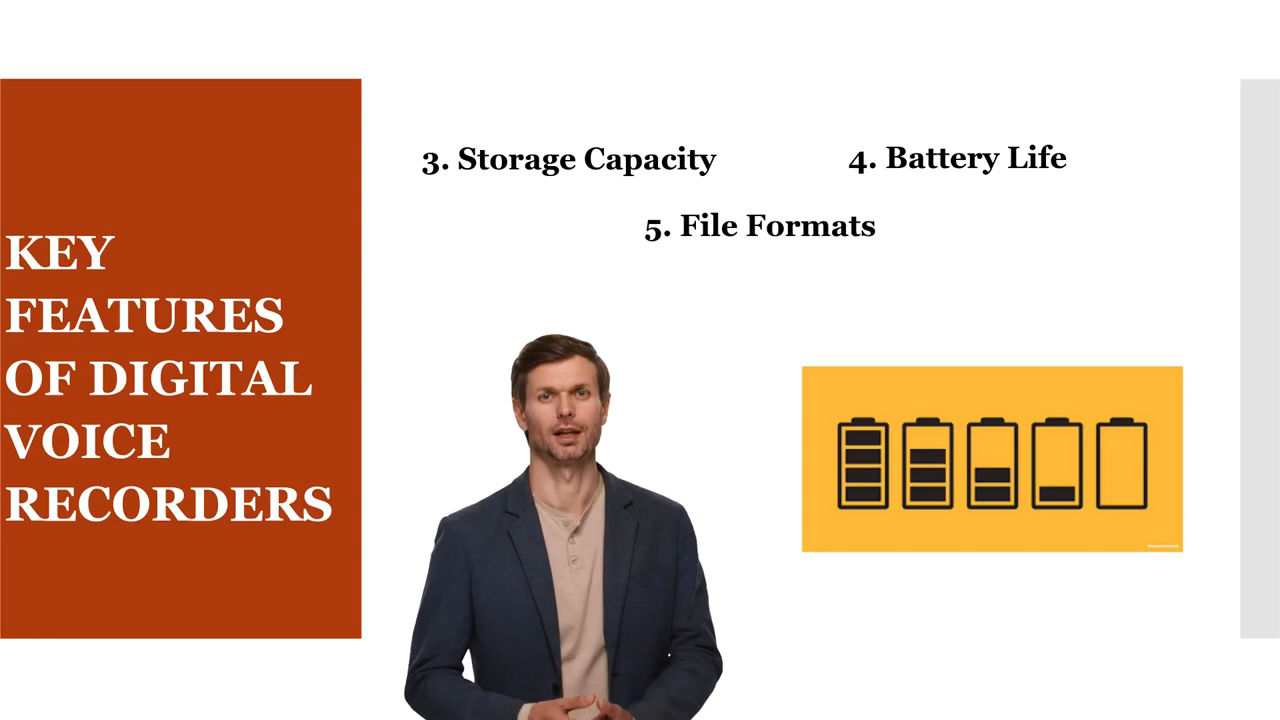 3. Storage Capacity
4. Battery Life
5. File Formats
KEY
FEATURES
OF DIGITAL
VOICE
RECORDERS